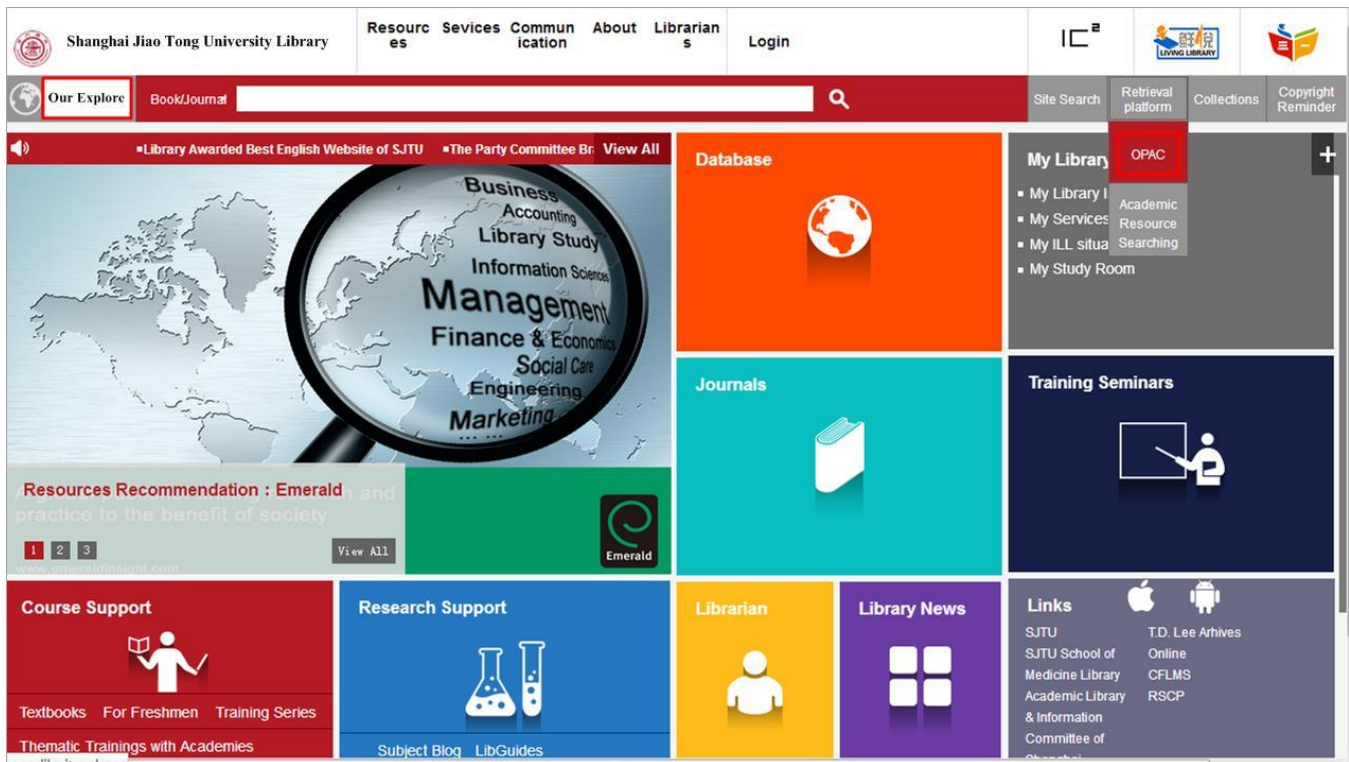 Shanghai Jiao Tong University Library
Resourc
es
Sevices
Commun
ication
About
Librarian
s
Login
IC²
鲜悦
LIVING LIBRARY
Our Explore
Book/Journal
Site Search
Retrieval
platform
Collections
Copyright
Reminder
OPAC
Academic
Resource
Searching
▪Library Awarded Best English Website of SJTU ▪The Party Committee Br
View All
Business
Accounting
Library Study
Information Sciences
Management
Finance & Economics
Social Care
Engineering
Marketing
... ...
Resources Recommendation : Emerald
and
practice to the benefit of society
1 2 3
View All
www.emeraldinsight.com
Emerald
Database
My Library
▪ My Library I
▪ My Services
▪ My ILL situa
▪ My Study Room
Journals
Training Seminars
Course Support
Textbooks For Freshmen Training Series
Thematic Trainings with Academies
Research Support
Subject Blog LibGuides
Librarian
Library News
Links
SJTU
SJTU School of
Medicine Library
Academic Library
& Information
Committee of
T.D. Lee Arhives
Online
CFLMS
RSCP